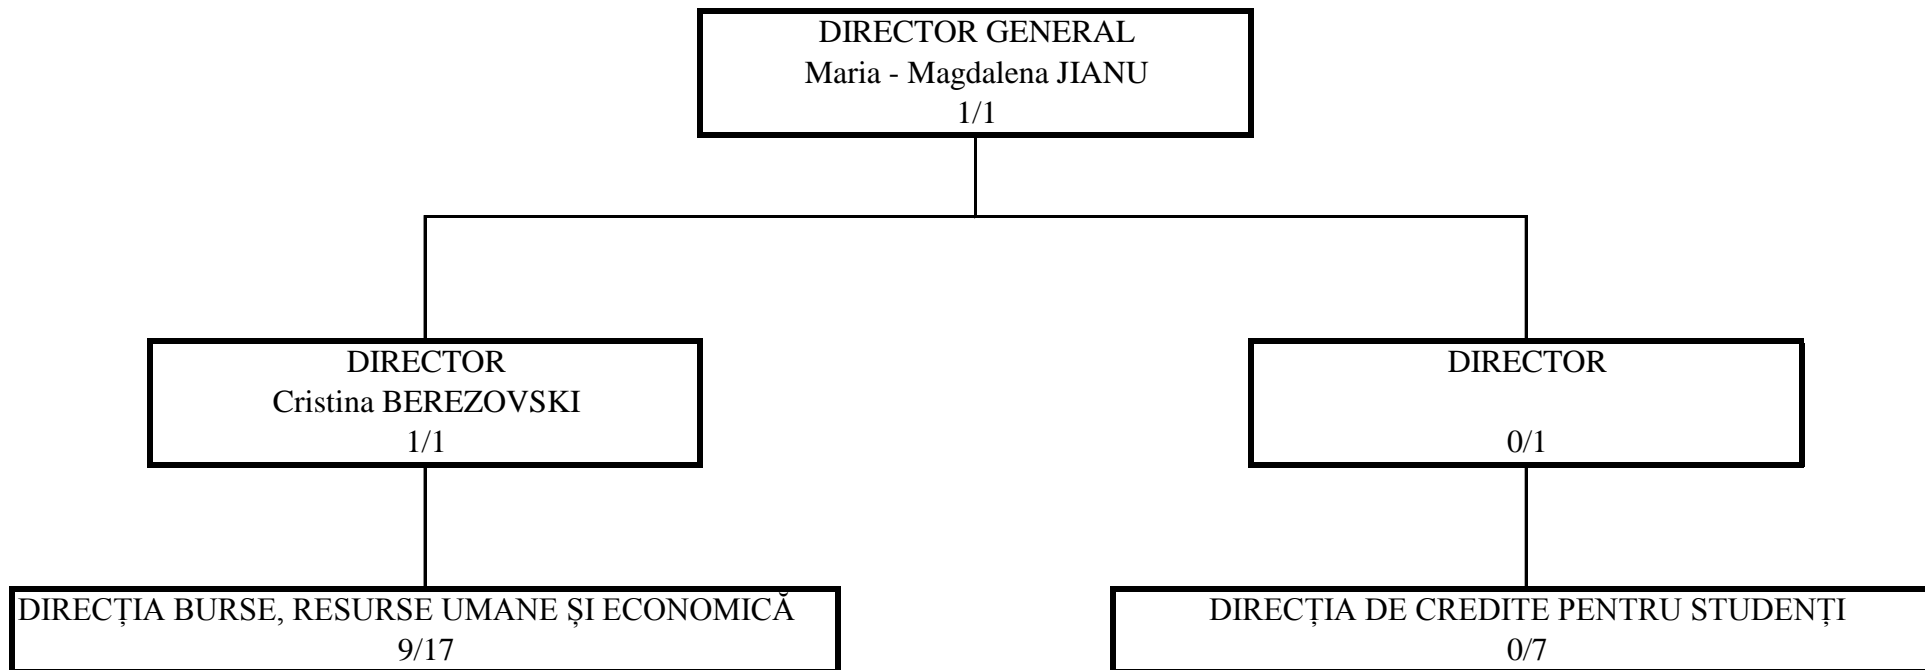 DIRECTOR GENERAL
Maria - Magdalena JIANU
1/1
DIRECTOR
Cristina BEREZOVSKI
1/1
DIRECTOR
0/1
DIRECȚIA BURSE, RESURSE UMANE ȘI ECONOMICĂ
9/17
DIRECȚIA DE CREDITE PENTRU STUDENȚI
0/7